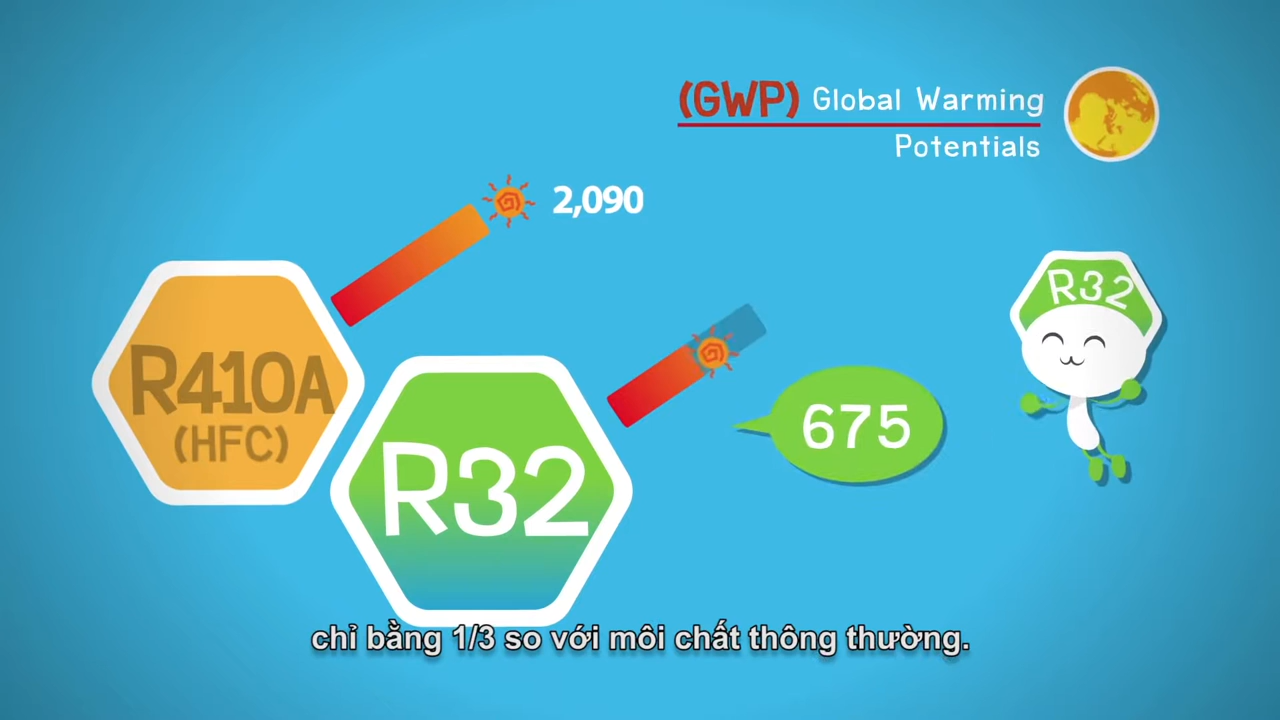 (GWP) Global Warming
Potentials
2,090
R410A
(HFC)
R32
675
R32
chỉ bằng 1/3 so với môi chất thông thường.